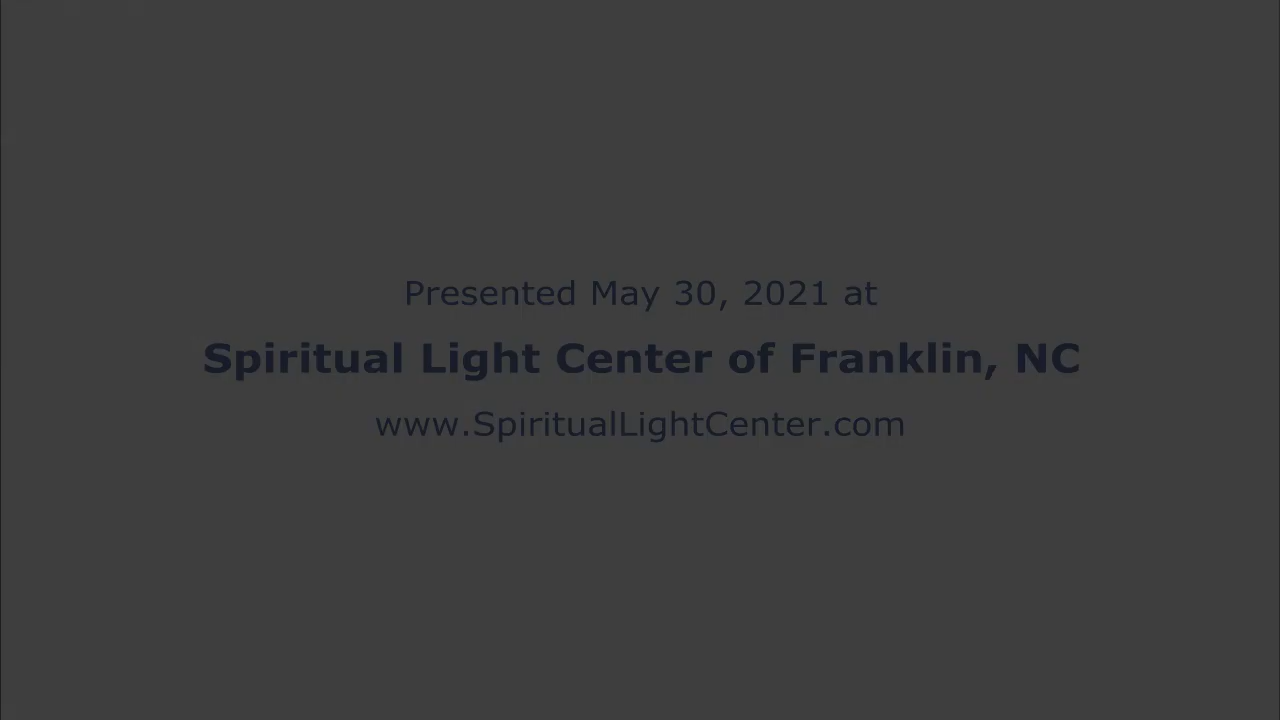 Presented May 30, 2021 at
Spiritual Light Center of Franklin, NC
www.SpiritualLightCenter.com